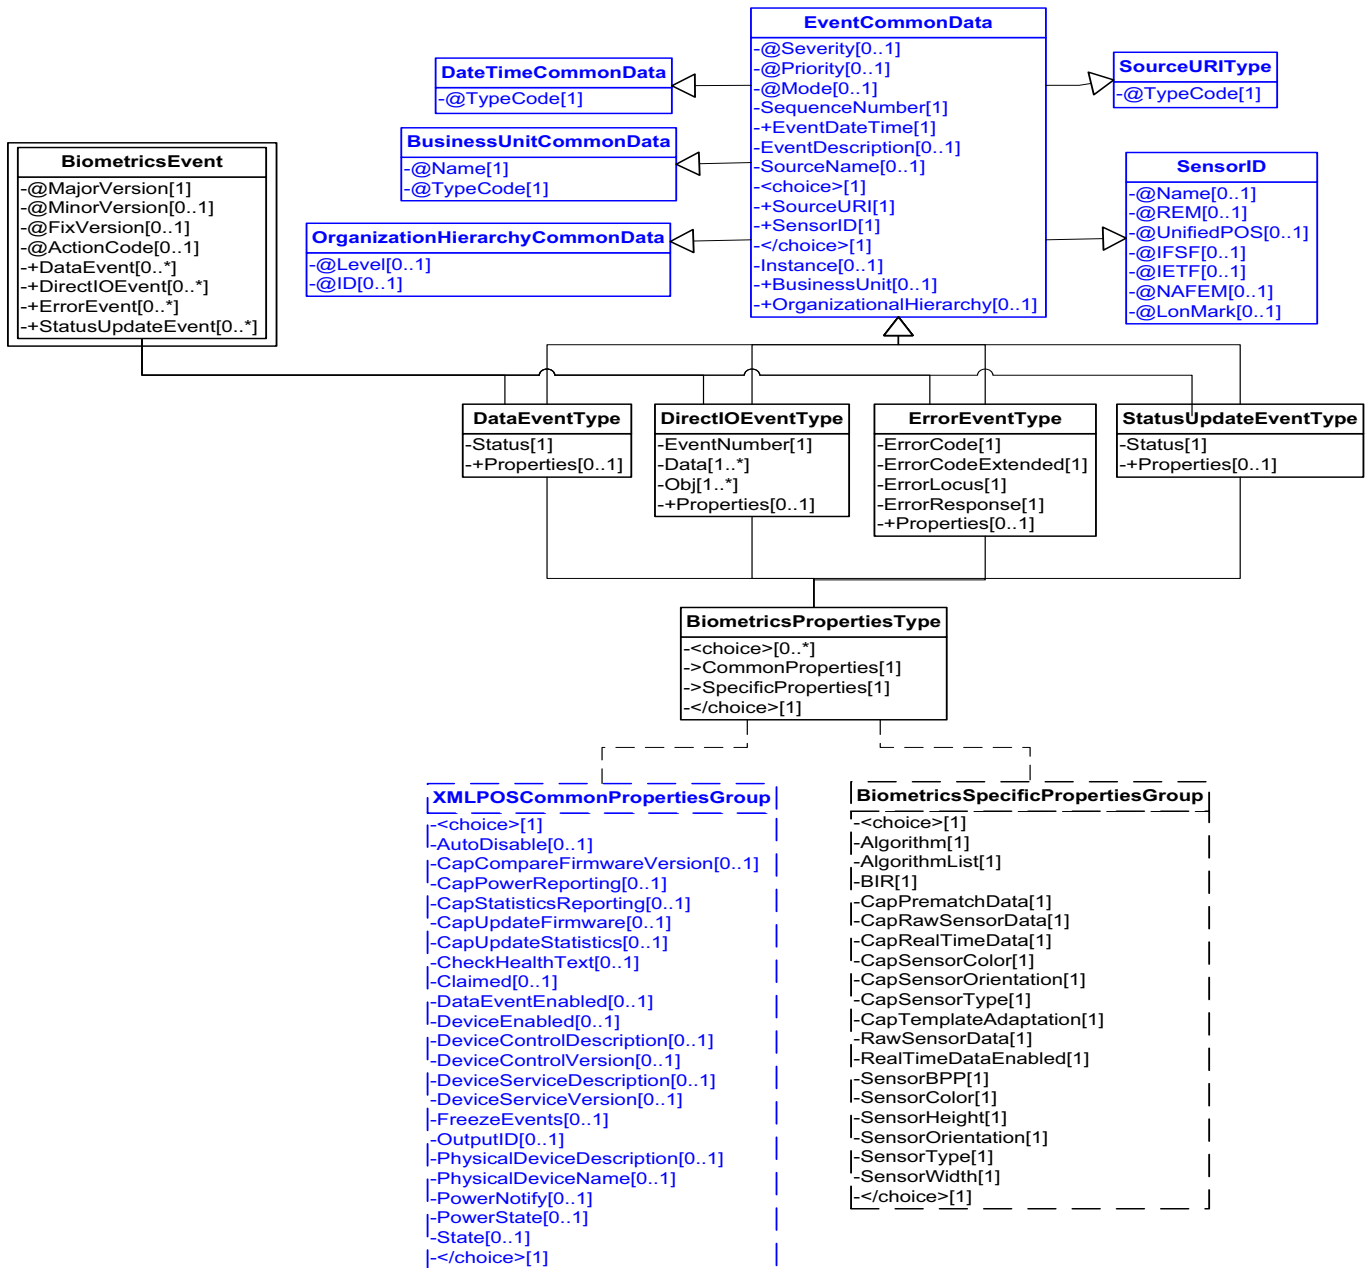 EventCommonData
-@Severity[0..1]
-@Priority[0..1]
-@Mode[0..1]
-SequenceNumber[1]
-+EventDateTime[1]
-EventDescription[0..1]
-SourceName[0..1]
-<choice>[1]
-+SourceURI[1]
-+SensorID[1]
-</choice>[1]
-Instance[0..1]
-+BusinessUnit[0..1]
-+OrganizationalHierarchy[0..1]
DateTimeCommonData
-@TypeCode[1]
SourceURIType
-@TypeCode[1]
BusinessUnitCommonData
-@Name[1]
-@TypeCode[1]
BiometricsEvent
-@MajorVersion[1]
-@MinorVersion[0..1]
-@FixVersion[0..1]
-@ActionCode[0..1]
-+DataEvent[0..*]
-+DirectIOEvent[0..*]
-+ErrorEvent[0..*]
-+StatusUpdateEvent[0..*]
SensorID
-@Name[0..1]
-@REM[0..1]
-@UnifiedPOS[0..1]
-@IFSF[0..1]
-@IETF[0..1]
-@NAFEM[0..1]
-@LonMark[0..1]
OrganizationHierarchyCommonData
-@Level[0..1]
-@ID[0..1]
DataEventType
-Status[1]
-+Properties[0..1]
DirectIOEventType
-EventNumber[1]
-Data[1..*]
-Obj[1..*]
-+Properties[0..1]
ErrorEventType
-ErrorCode[1]
-ErrorCodeExtended[1]
-ErrorLocus[1]
-ErrorResponse[1]
-+Properties[0..1]
StatusUpdateEventType
-Status[1]
-+Properties[0..1]
BiometricsPropertiesType
-<choice>[0..*]
->CommonProperties[1]
->SpecificProperties[1]
-</choice>[1]
XMLPOSCommonPropertiesGroup
-<choice>[1]
-AutoDisable[0..1]
-CapCompareFirmwareVersion[0..1]
-CapPowerReporting[0..1]
-CapStatisticsReporting[0..1]
-CapUpdateFirmware[0..1]
-CapUpdateStatistics[0..1]
-CheckHealthText[0..1]
-Claimed[0..1]
-DataEventEnabled[0..1]
-DeviceEnabled[0..1]
-DeviceControlDescription[0..1]
-DeviceControlVersion[0..1]
-DeviceServiceDescription[0..1]
-DeviceServiceVersion[0..1]
-FreezeEvents[0..1]
-OutputID[0..1]
-PhysicalDeviceDescription[0..1]
-PhysicalDeviceName[0..1]
-PowerNotify[0..1]
-PowerState[0..1]
-State[0..1]
-</choice>[1]
BiometricsSpecificPropertiesGroup
-<choice>[1]
-Algorithm[1]
-AlgorithmList[1]
-BIR[1]
-CapPrematchData[1]
-CapRawSensorData[1]
-CapRealTimeData[1]
-CapSensorColor[1]
-CapSensorOrientation[1]
-CapSensorType[1]
-CapTemplateAdaptation[1]
-RawSensorData[1]
-RealTimeDataEnabled[1]
-SensorBPP[1]
-SensorColor[1]
-SensorHeight[1]
-SensorOrientation[1]
-SensorType[1]
-SensorWidth[1]
-</choice>[1]